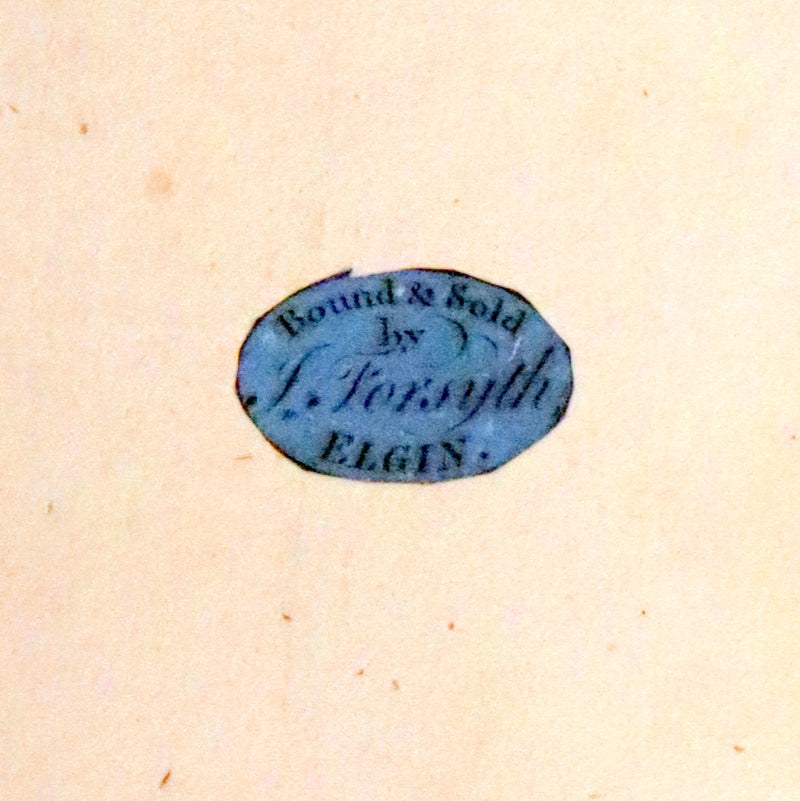 Bound & Sold
by
I. Forsyth
ELGIN.